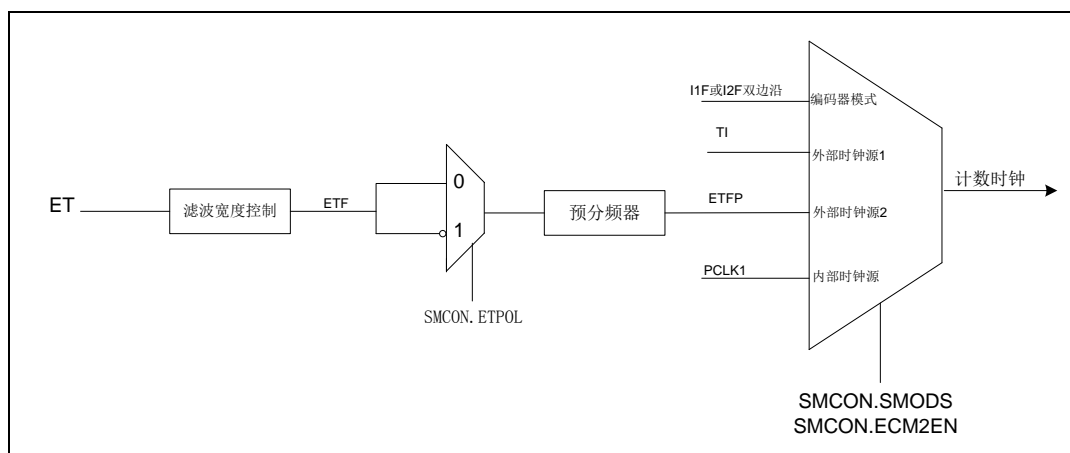 I1F或I2F双边沿
编码器模式
TI
外部时钟源1
计数时钟
ET
滤波宽度控制
ETF
0
1
预分频器
ETFP
外部时钟源2
PCLK1
内部时钟源
SMCON.ETPOL
SMCON.SMODS
SMCON.ECM2EN